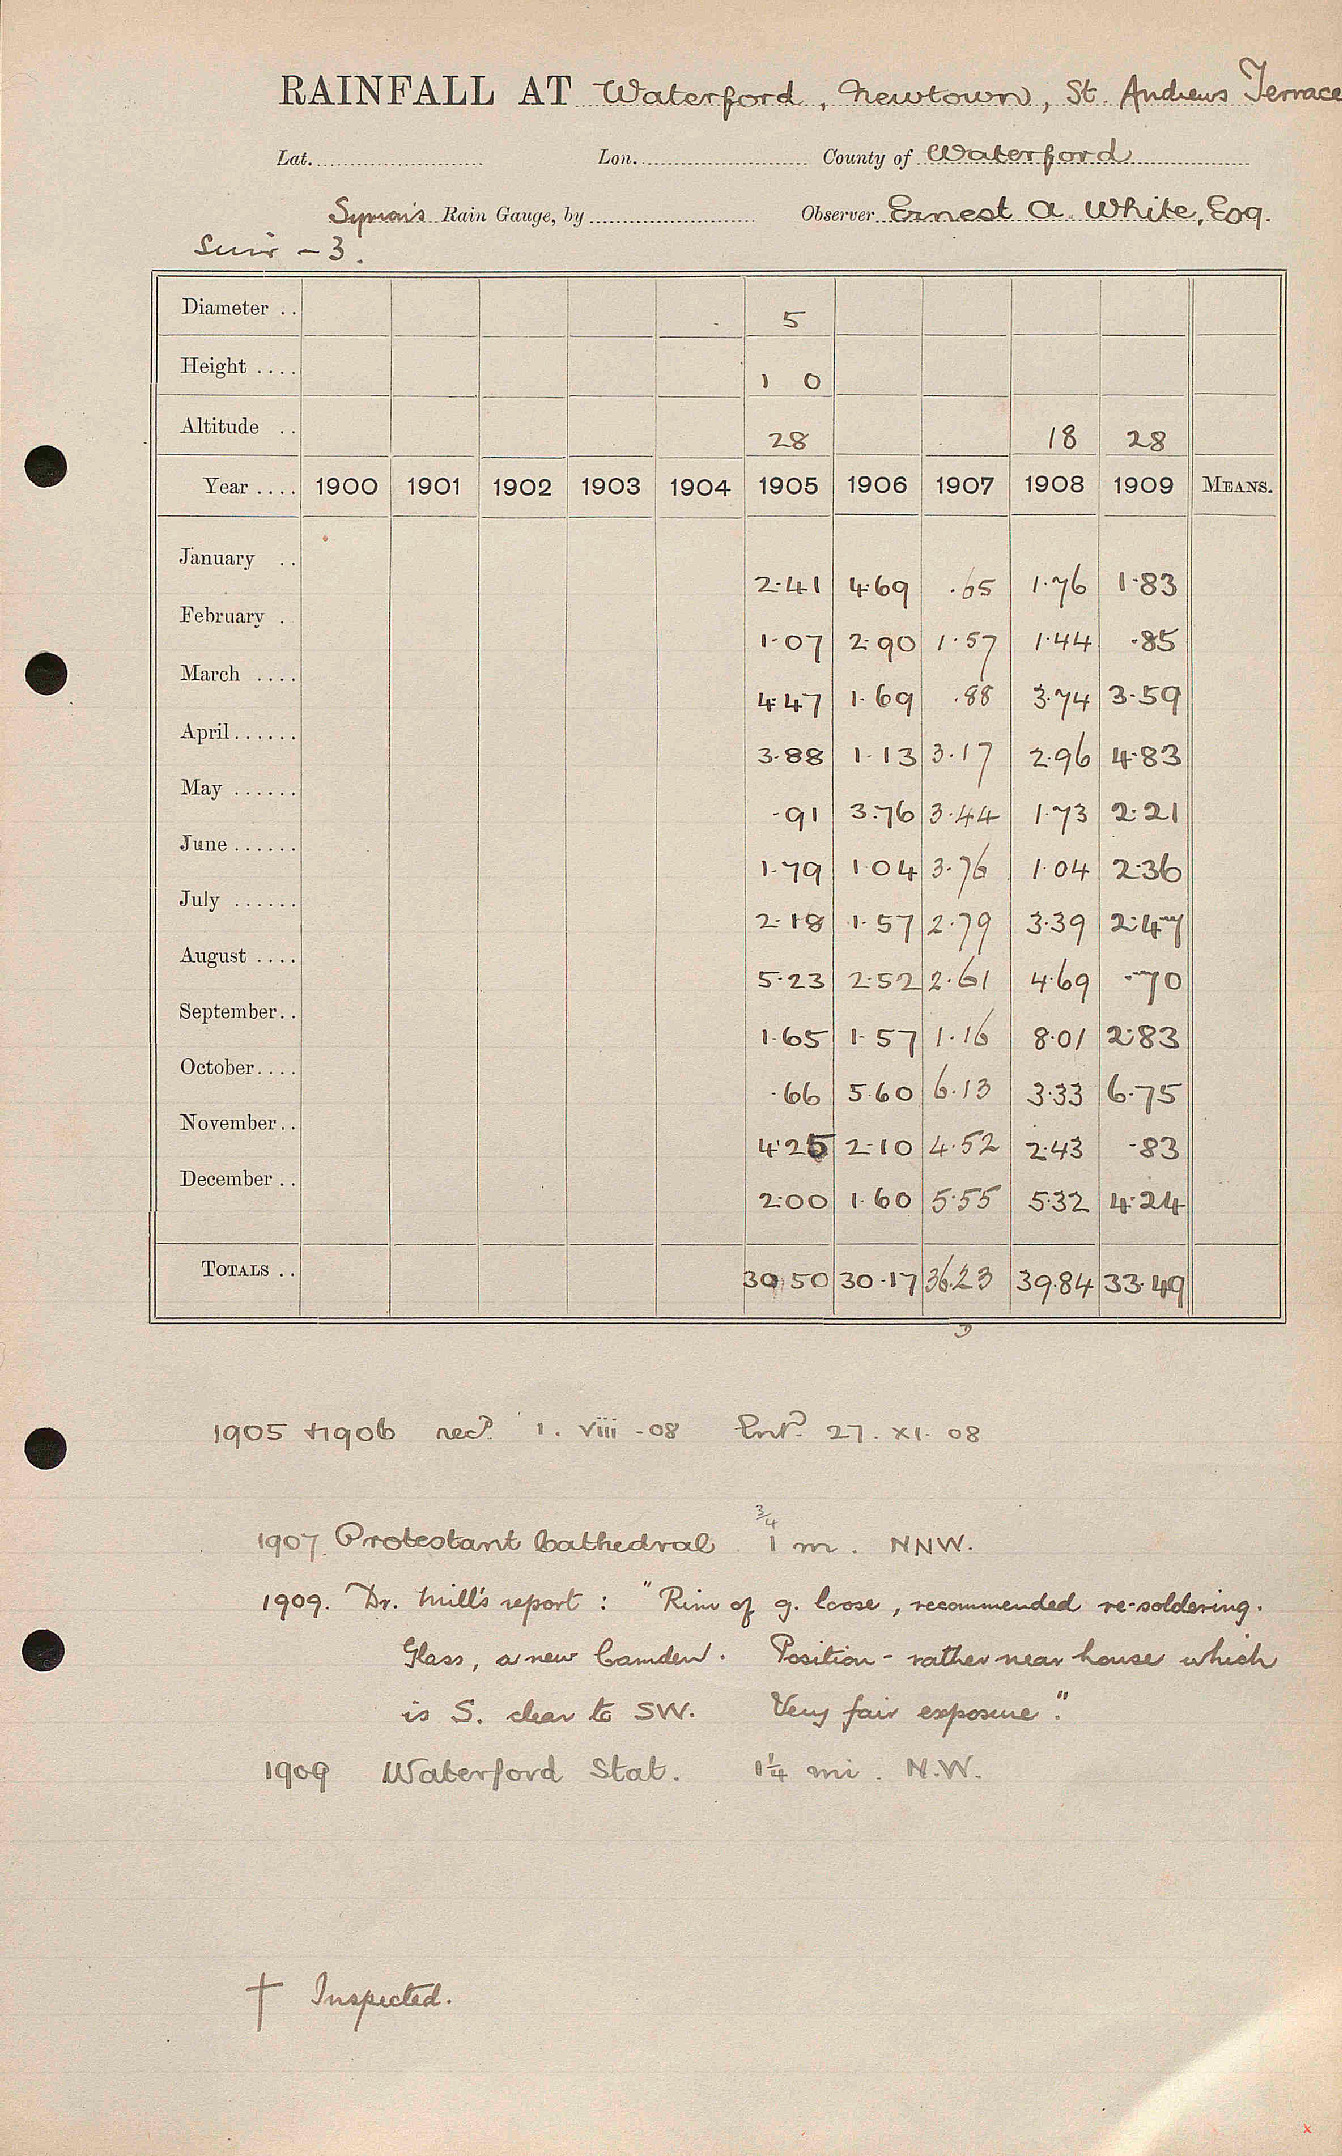 RAINFALL AT Waterford, Newtown, St. Andrews Terrace
Lat. Lon. County of Waterford
Symons Rain Gauge, by Observer Ernest A. White, Esq.
Suir - 3.
Diameter .. 5
Height .... 1 0
Altitude .. 28 18 28
Year .... 1900 1901 1902 1903 1904 1905 1906 1907 1908 1909 MEANS.
January .. 2.41 4.69 .65 1.76 1.83
February . 1.07 2.90 1.57 1.44 .85
March .... 4.47 1.69 .88 3.74 3.59
April...... 3.88 1.13 3.17 2.96 4.83
May ...... .91 3.76 3.44 1.73 2.21
June ...... 1.79 1.04 3.76 1.04 2.36
July ...... 2.18 1.57 2.79 3.39 2.47
August .... 5.23 2.52 2.61 4.69 .70
September.. 1.65 1.57 1.16 8.01 2.83
October.... .66 5.60 6.13 3.33 6.75
November.. 4.25 2.10 4.52 2.43 .83
December .. 2.00 1.60 5.55 5.32 4.24
TOTALS .. 30.50 30.17 36.23 39.84 33.49
1905 + 1906 recd. 1. viii - 08 Entd. 27. XI. 08
1907 Protestant Cathedral 3/4 1 m. NNW.
1909. Dr. Mill's report : "Rim of g. loose, recommended re-soldering.
Glass, a new Camden. Position - rather near house which
is S. clear to SW. Very fair exposure."
1909 Waterford Stat. 1¼ mi. N.W.
† Inspected.